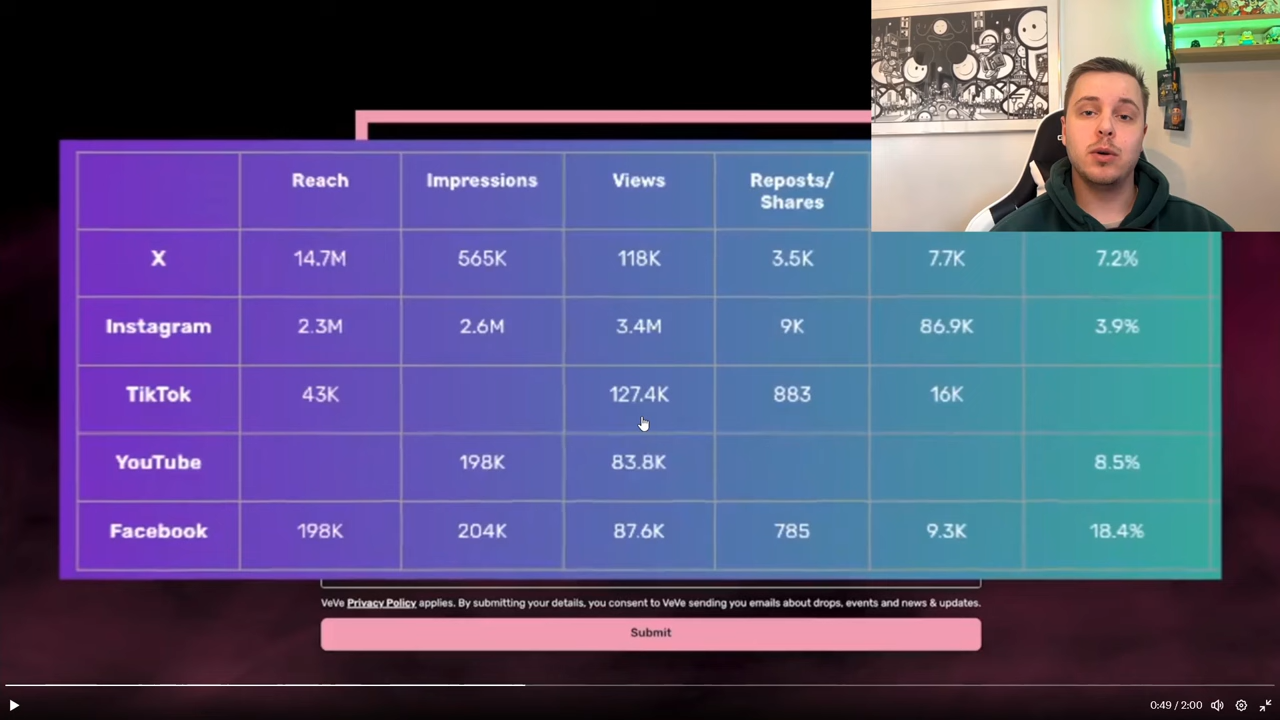 Reach Impressions Views Reposts/
Shares
X 14.7M 565K 118K 3.5K 7.7K 7.2%
Instagram 2.3M 2.6M 3.4M 9K 86.9K 3.9%
TikTok 43K 127.4K 883 16K
YouTube 198K 83.8K 8.5%
Facebook 198K 204K 87.6K 785 9.3K 18.4%
VeVe Privacy Policy applies. By submitting your details, you consent to VeVe sending you emails about drops, events and news & updates.
Submit
0:49 / 2:00